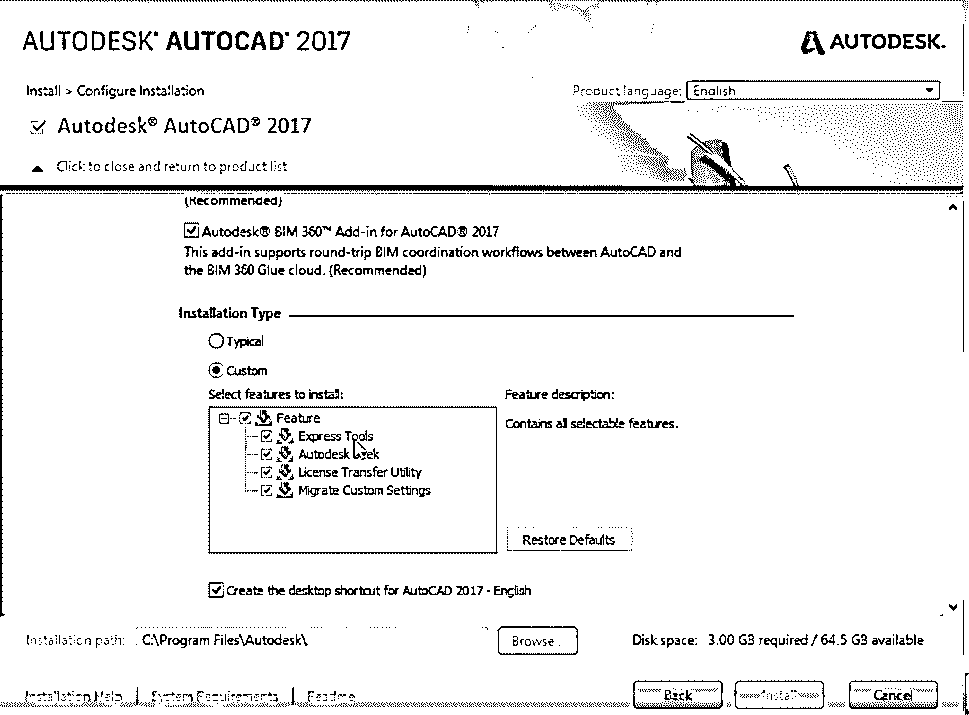 AUTODESK® AUTOCAD® 2017
AUTODESK.
Install > Configure Installation
Product language: English
Autodesk® AutoCAD® 2017
Click to close and return to product list
(Recommended)
Autodesk® BIM 360™ Add-in for AutoCAD® 2017
This add-in supports round-trip BIM coordination workflows between AutoCAD and
the BIM 360 Glue cloud. (Recommended)
Installation Type
Typical
Custom
Select features to install:
Feature description:
Feature
Contains all selectable features.
Express Tools
Autodesk
License Transfer Utility
Migrate Custom Settings
Restore Defaults
Create the desktop shortcut for AutoCAD 2017 - English
Installation path: C:\Program Files\Autodesk\
Browse...
Disk space: 3.00 GB required / 64.5 GB available
Installation Help | System Requirements | Readme
Back
Install
Cancel